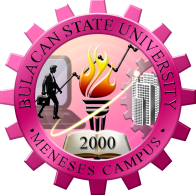 BULACAN STATE UNIVERSITY
2000
• MENESES CAMPUS •